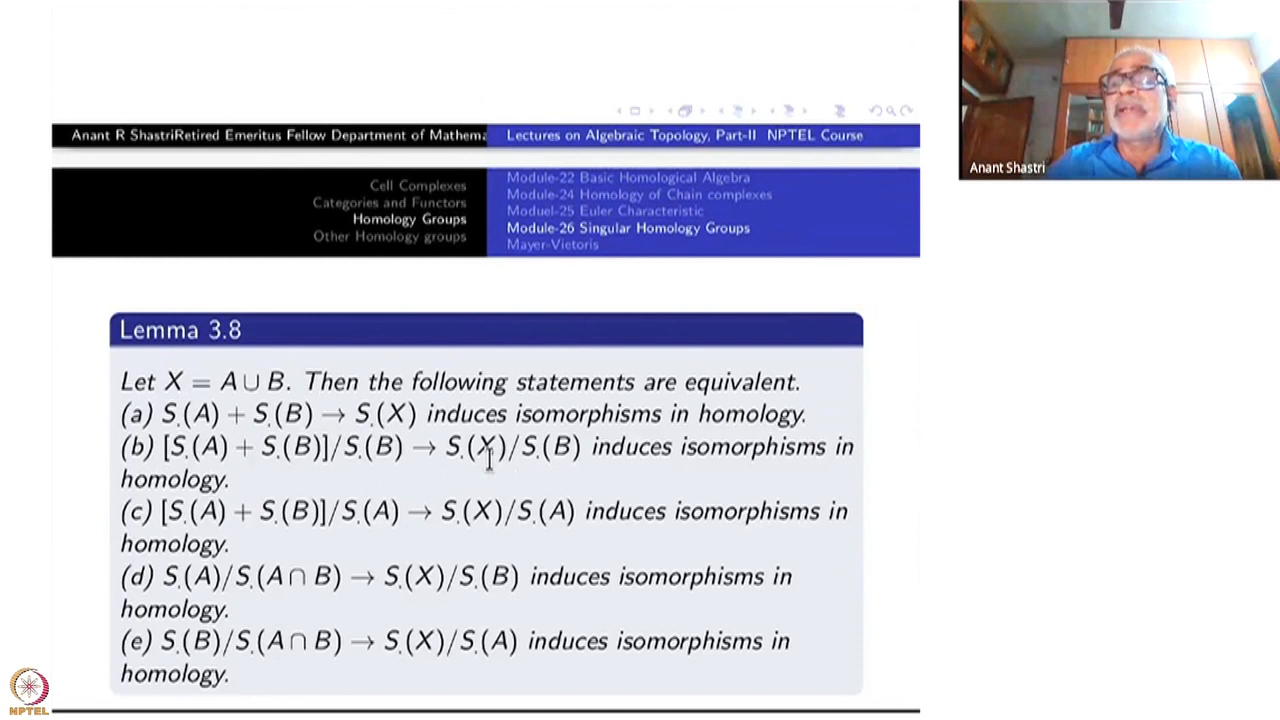 Anant R ShastriRetired Emeritus Fellow Department of Mathema
Lectures on Algebraic Topology, Part-II NPTEL Course
Cell Complexes
Categories and Functors
Homology Groups
Other Homology groups
Module-22 Basic Homological Algebra
Module-24 Homology of Chain complexes
Moduel-25 Euler Characteristic
Module-26 Singular Homology Groups
Mayer-Vietoris
Anant Shastri
Lemma 3.8
Let X = A ∪ B. Then the following statements are equivalent.
(a) S.(A) + S.(B) → S.(X) induces isomorphisms in homology.
(b) [S.(A) + S.(B)]/S.(B) → S.(X)/S.(B) induces isomorphisms in
homology.
(c) [S.(A) + S.(B)]/S.(A) → S.(X)/S.(A) induces isomorphisms in
homology.
(d) S.(A)/S.(A ∩ B) → S.(X)/S.(B) induces isomorphisms in
homology.
(e) S.(B)/S.(A ∩ B) → S.(X)/S.(A) induces isomorphisms in
homology.
NPTEL